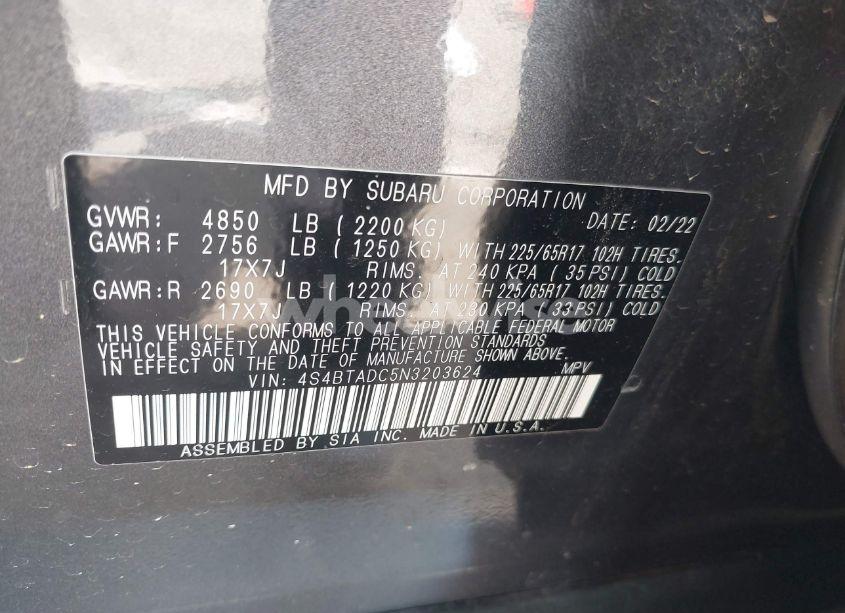 MFD BY SUBARU CORPORATION
GVWR: 4850 LB ( 2200 KG) DATE: 02/22
GAWR:F 2756 LB ( 1250 KG) WITH 225/65R17 102H TIRES.
17X7J RIMS. AT 240 KPA ( 35 PSI) COLD
GAWR:R 2690 LB ( 1220 KG) WITH 225/65R17 102H TIRES.
17X7J RIMS. AT 230 KPA ( 33 PSI) COLD
THIS VEHICLE CONFORMS TO ALL APPLICABLE FEDERAL MOTOR
VEHICLE SAFETY AND THEFT PREVENTION STANDARDS
IN EFFECT ON THE DATE OF MANUFACTURE SHOWN ABOVE.
VIN: 4S4BTADC5N3203624 MPV
ASSEMBLED BY SIA INC. MADE IN U.S.A.